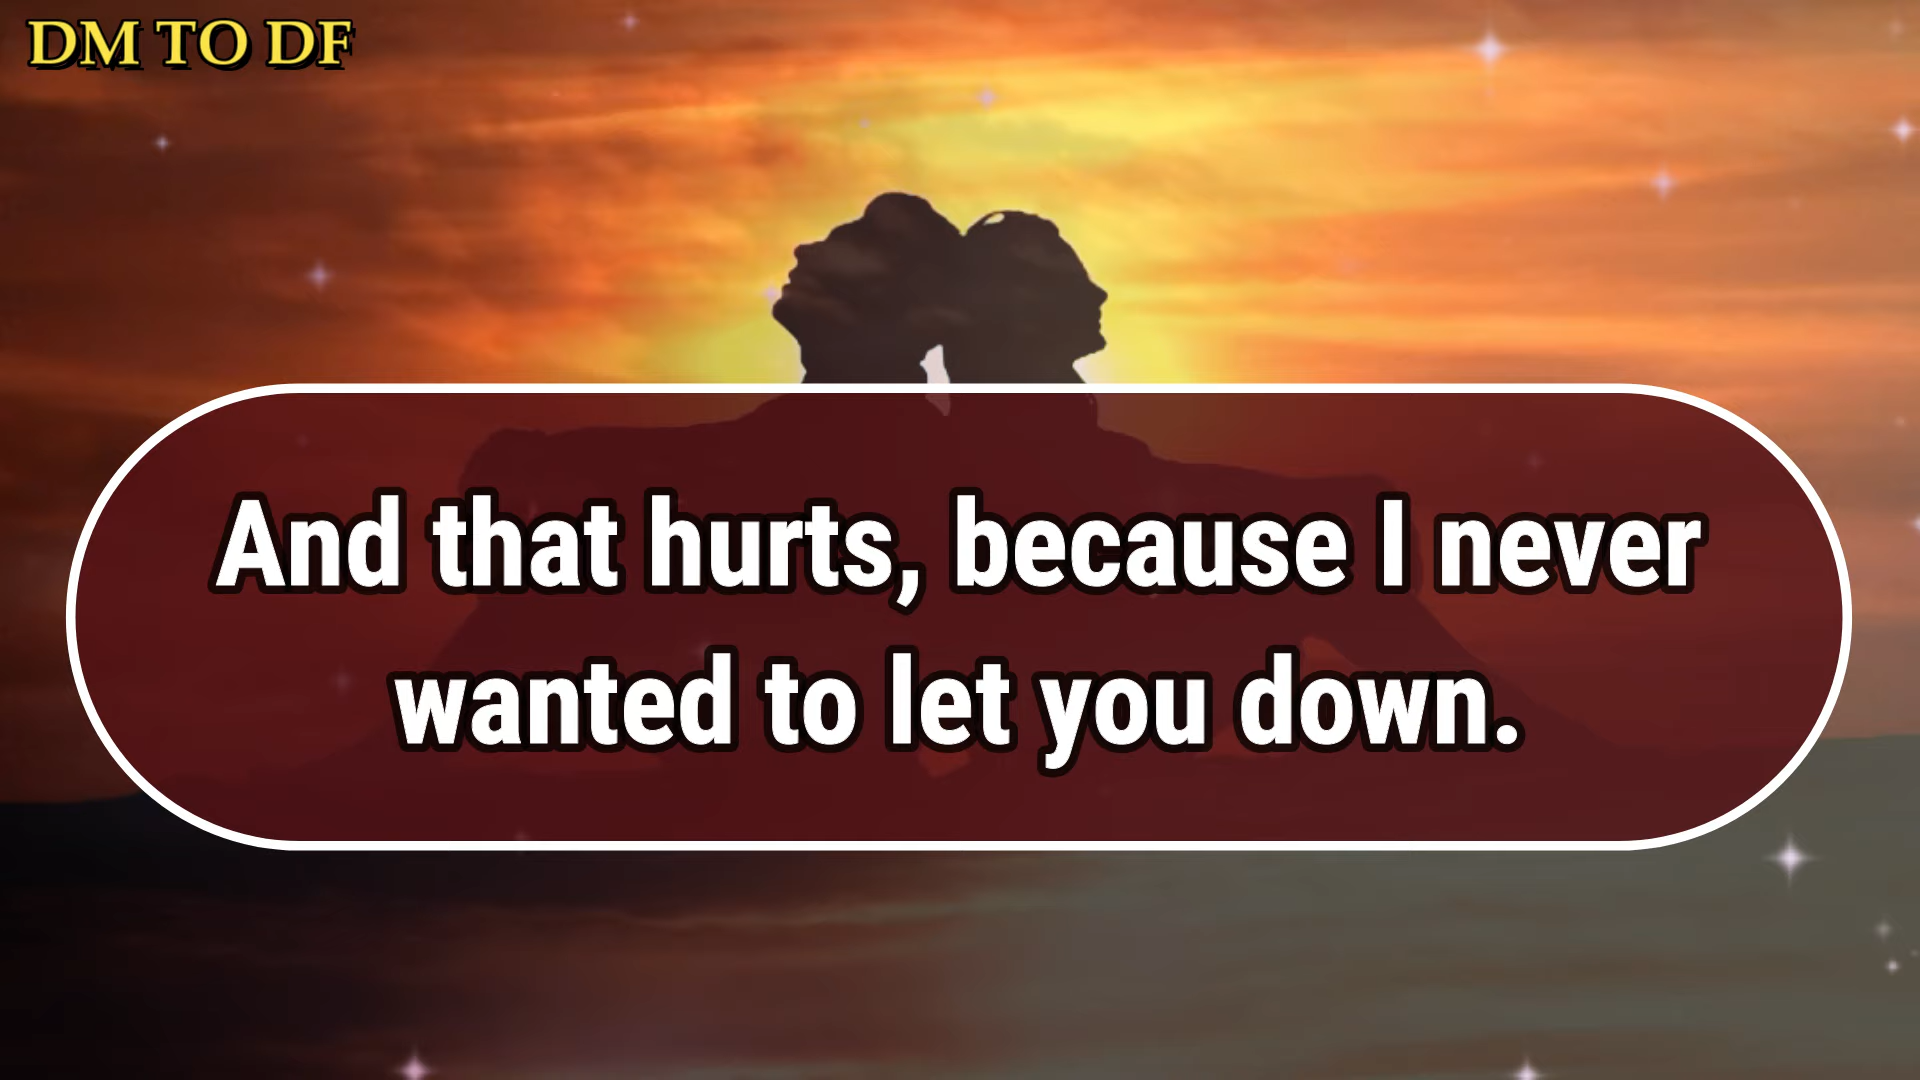 DM TO DF
And that hurts, because I never
wanted to let you down.